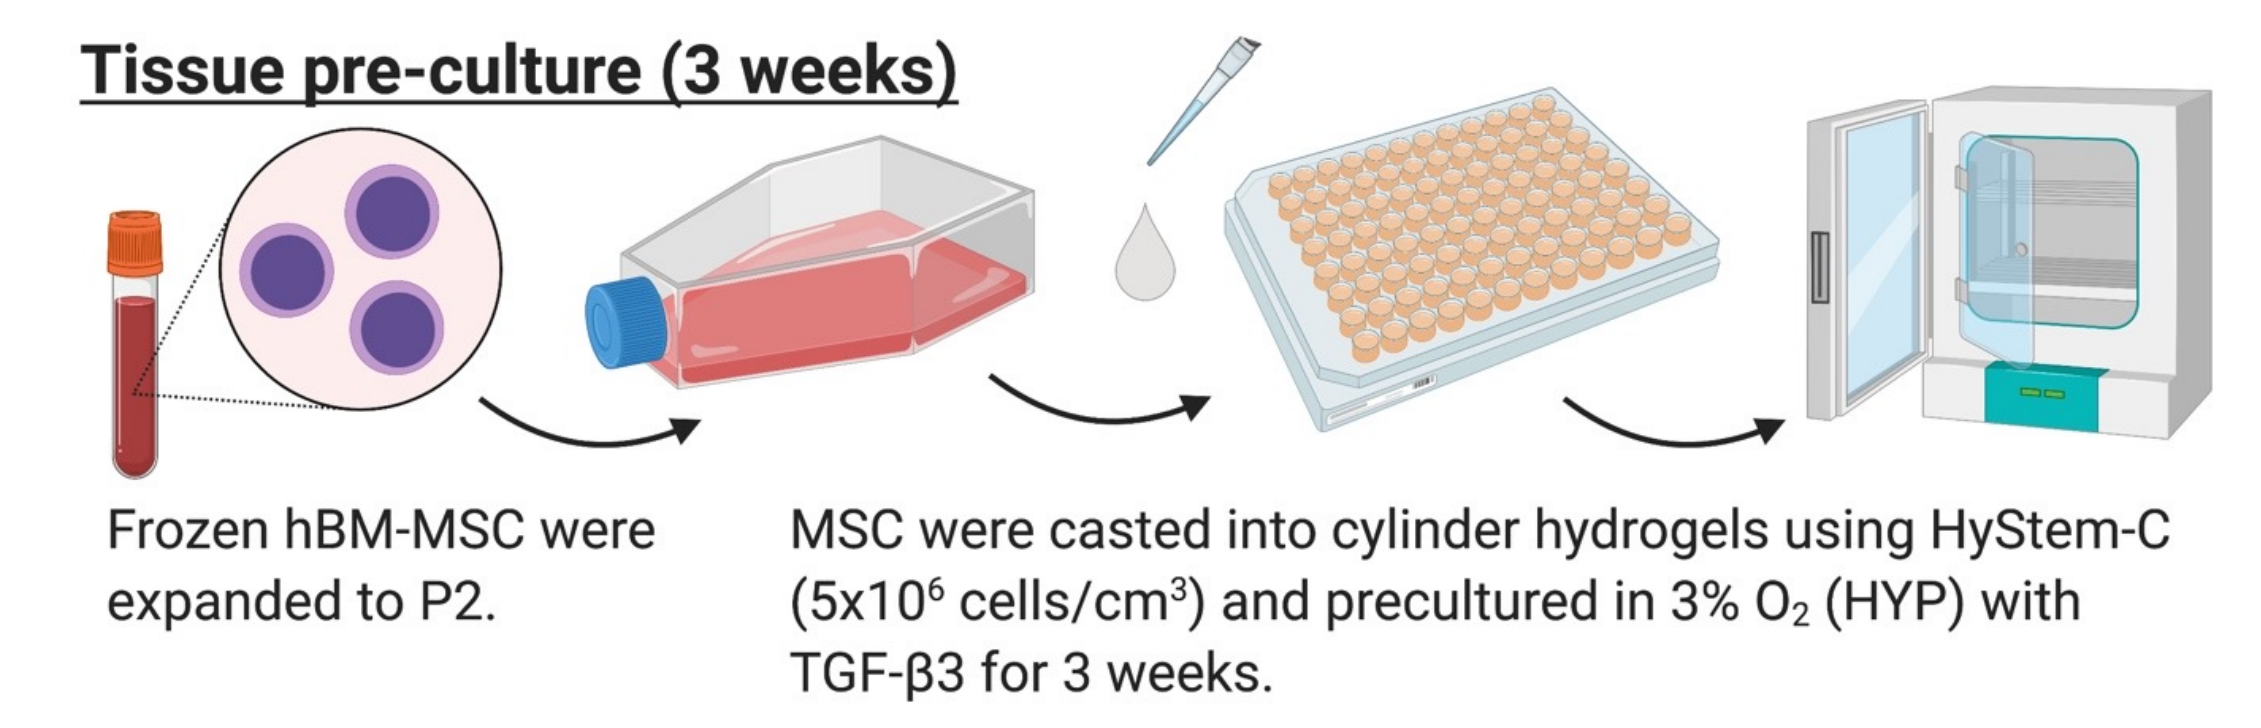 Tissue pre-culture (3 weeks)
Frozen hBM-MSC were
expanded to P2.
MSC were casted into cylinder hydrogels using HyStem-C
(5x10⁶ cells/cm³) and precultured in 3% O₂ (HYP) with
TGF-β3 for 3 weeks.